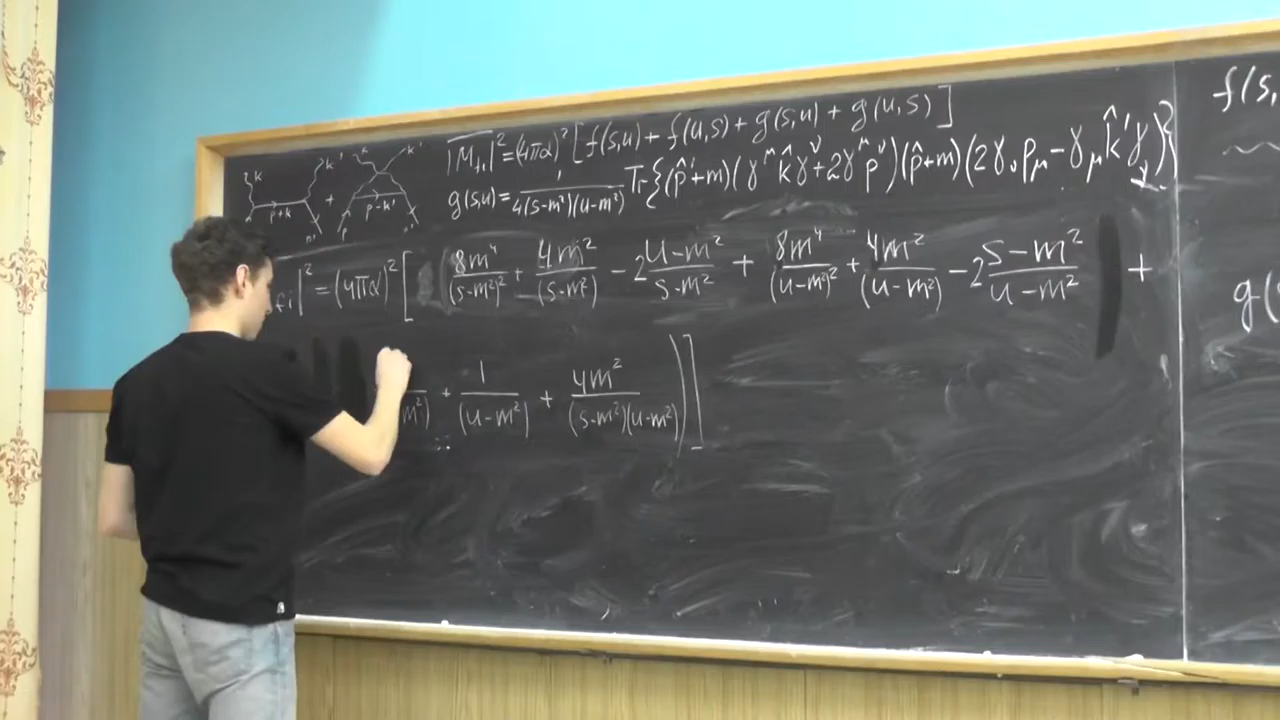 |M_fi|² = (4πα)² [f(s,u) + f(u,s) + g(s,u) + g(u,s)]
g(s,u) = 1/(4(s-m²)(u-m²)) Tr{(p̂'+m)(γ^μ k̂ γ^ν + 2γ^μ p^ν)(p̂+m)(2γ_ν p_μ − γ_μ k̂' γ_ν)}
k k' k k'
p+k + p-k'
p' p p'
fi|² = (4πα)² [ 8m⁴/(s-m²)² + 4m²/(s-m²) − 2 (u-m²)/(s-m²) + 8m⁴/(u-m²)² + 4m²/(u-m²) − 2 (s-m²)/(u-m²) +
m²) + 1/(u-m²) + 4m²/((s-m²)(u-m²)) )]
f(s,
g(